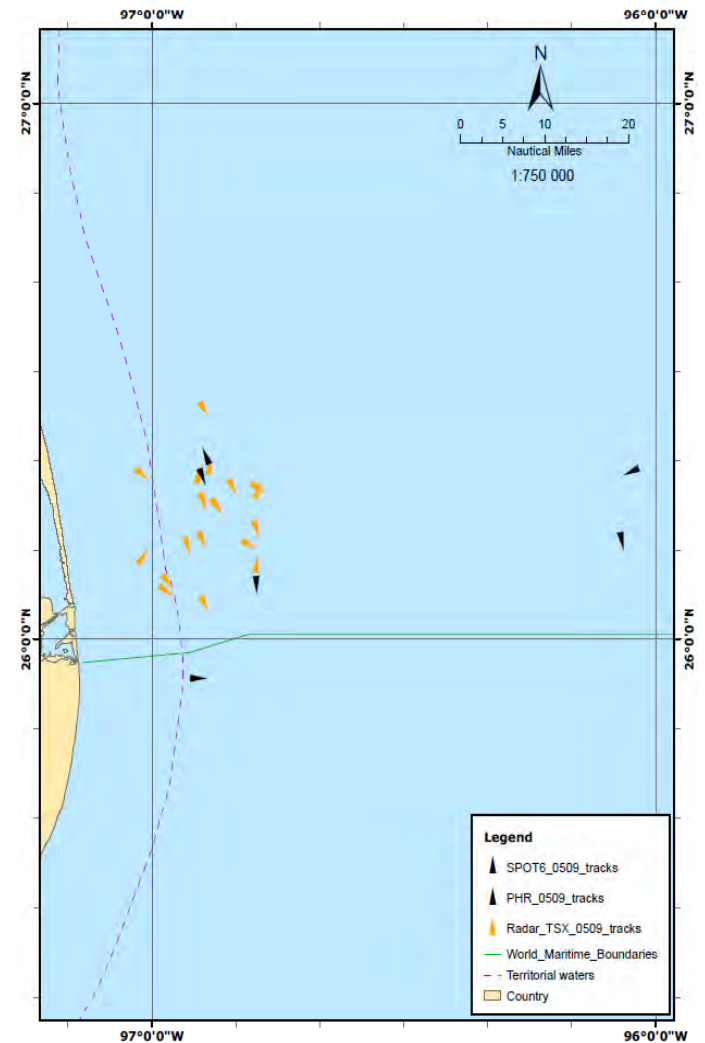 97°0'0"W 96°0'0"W
N
27°0'0"N 27°0'0"N
0 5 10 20
Nautical Miles
1:750 000
26°0'0"N 26°0'0"N
Legend
SPOT6_0509_tracks
PHR_0509_tracks
Radar_TSX_0509_tracks
World_Maritime_Boundaries
Territorial waters
Country
97°0'0"W 96°0'0"W